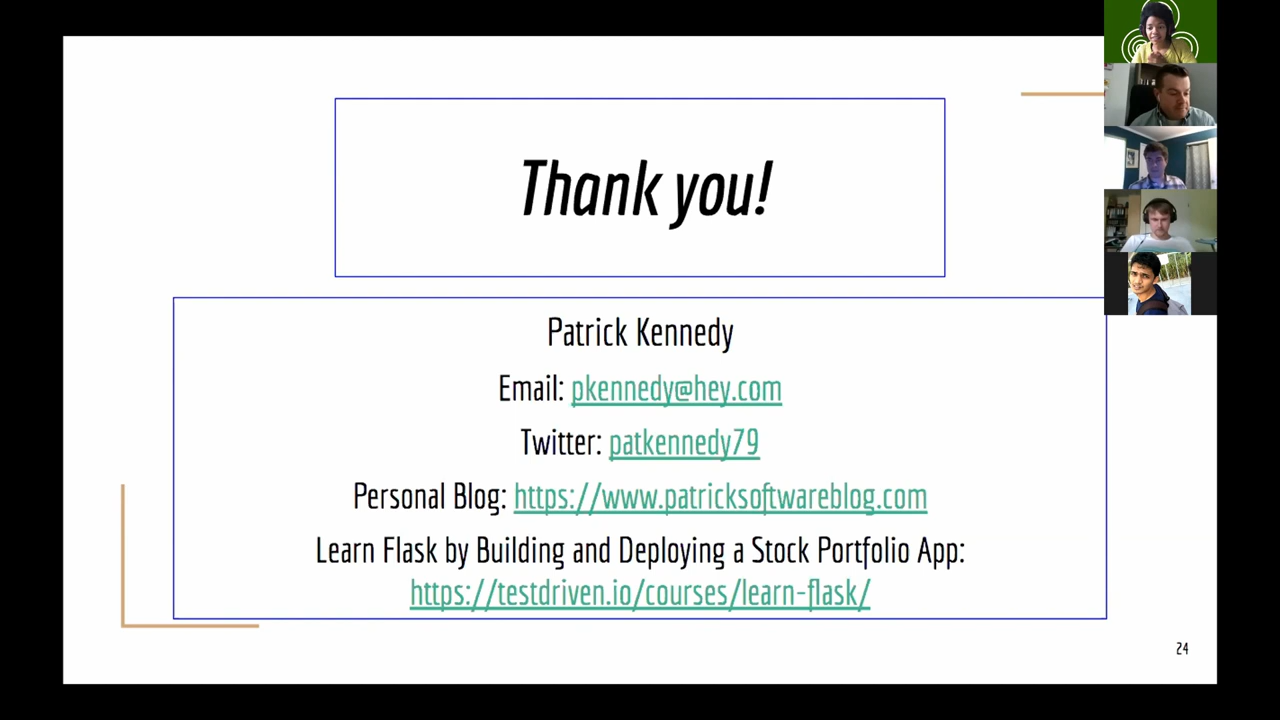 Thank you!
Patrick Kennedy
Email: pkennedy@hey.com
Twitter: patkennedy79
Personal Blog: https://www.patricksoftwareblog.com
Learn Flask by Building and Deploying a Stock Portfolio App:
https://testdriven.io/courses/learn-flask/
24